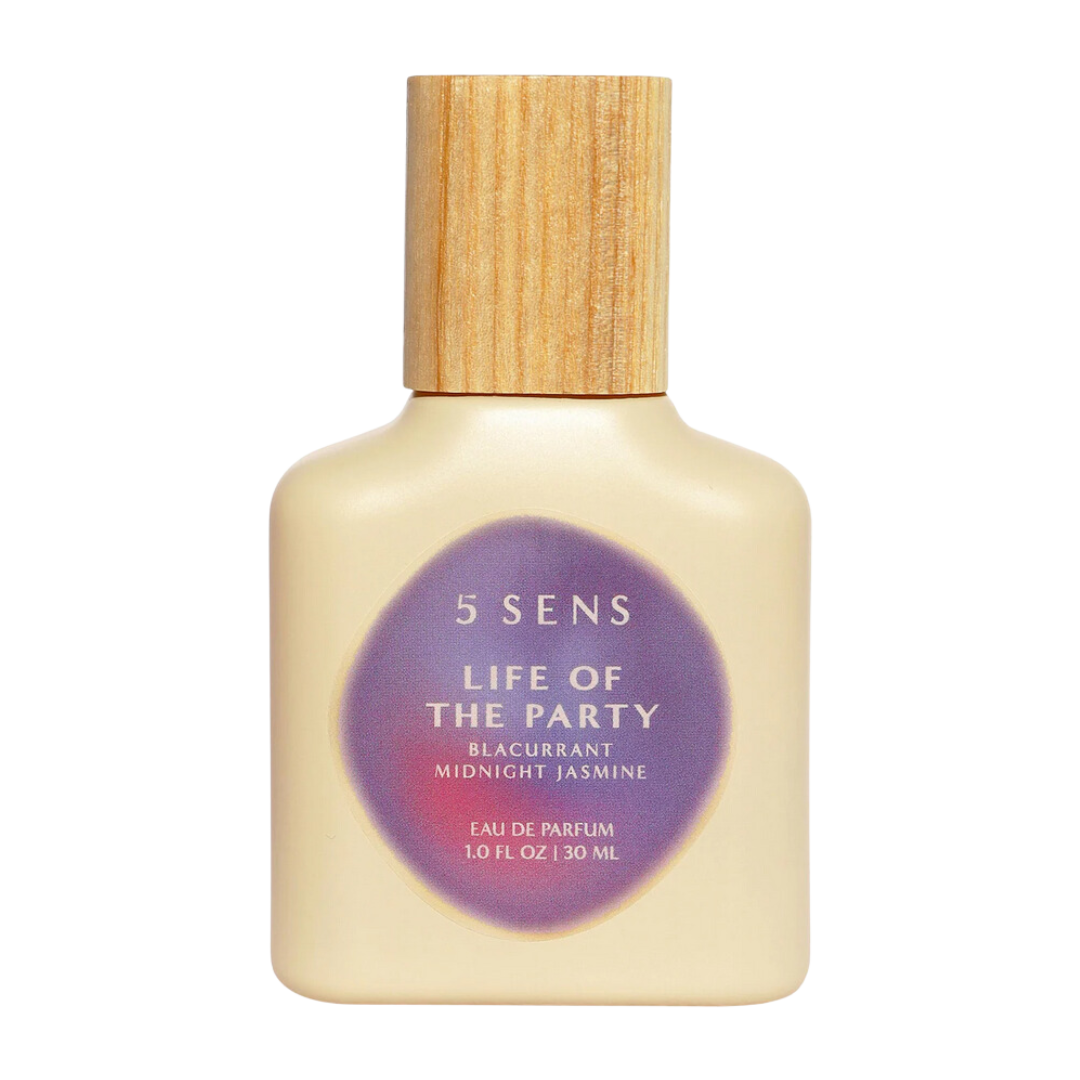 5 SENS
LIFE OF
THE PARTY
BLACURRANT
MIDNIGHT JASMINE
EAU DE PARFUM
1.0 FL OZ | 30 ML